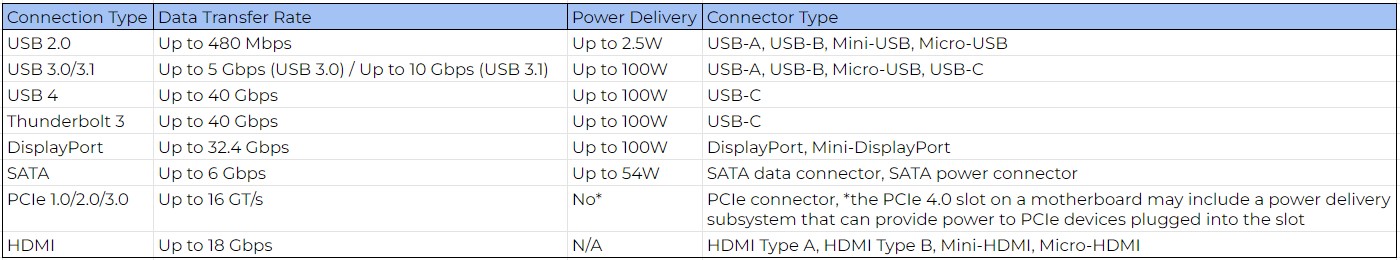 Connection Type Data Transfer Rate Power Delivery Connector Type
USB 2.0 Up to 480 Mbps Up to 2.5W USB-A, USB-B, Mini-USB, Micro-USB
USB 3.0/3.1 Up to 5 Gbps (USB 3.0) / Up to 10 Gbps (USB 3.1) Up to 100W USB-A, USB-B, Micro-USB, USB-C
USB 4 Up to 40 Gbps Up to 100W USB-C
Thunderbolt 3 Up to 40 Gbps Up to 100W USB-C
DisplayPort Up to 32.4 Gbps Up to 100W DisplayPort, Mini-DisplayPort
SATA Up to 6 Gbps Up to 54W SATA data connector, SATA power connector
PCIe 1.0/2.0/3.0 Up to 16 GT/s No* PCIe connector, *the PCIe 4.0 slot on a motherboard may include a power delivery
subsystem that can provide power to PCIe devices plugged into the slot
HDMI Up to 18 Gbps N/A HDMI Type A, HDMI Type B, Mini-HDMI, Micro-HDMI